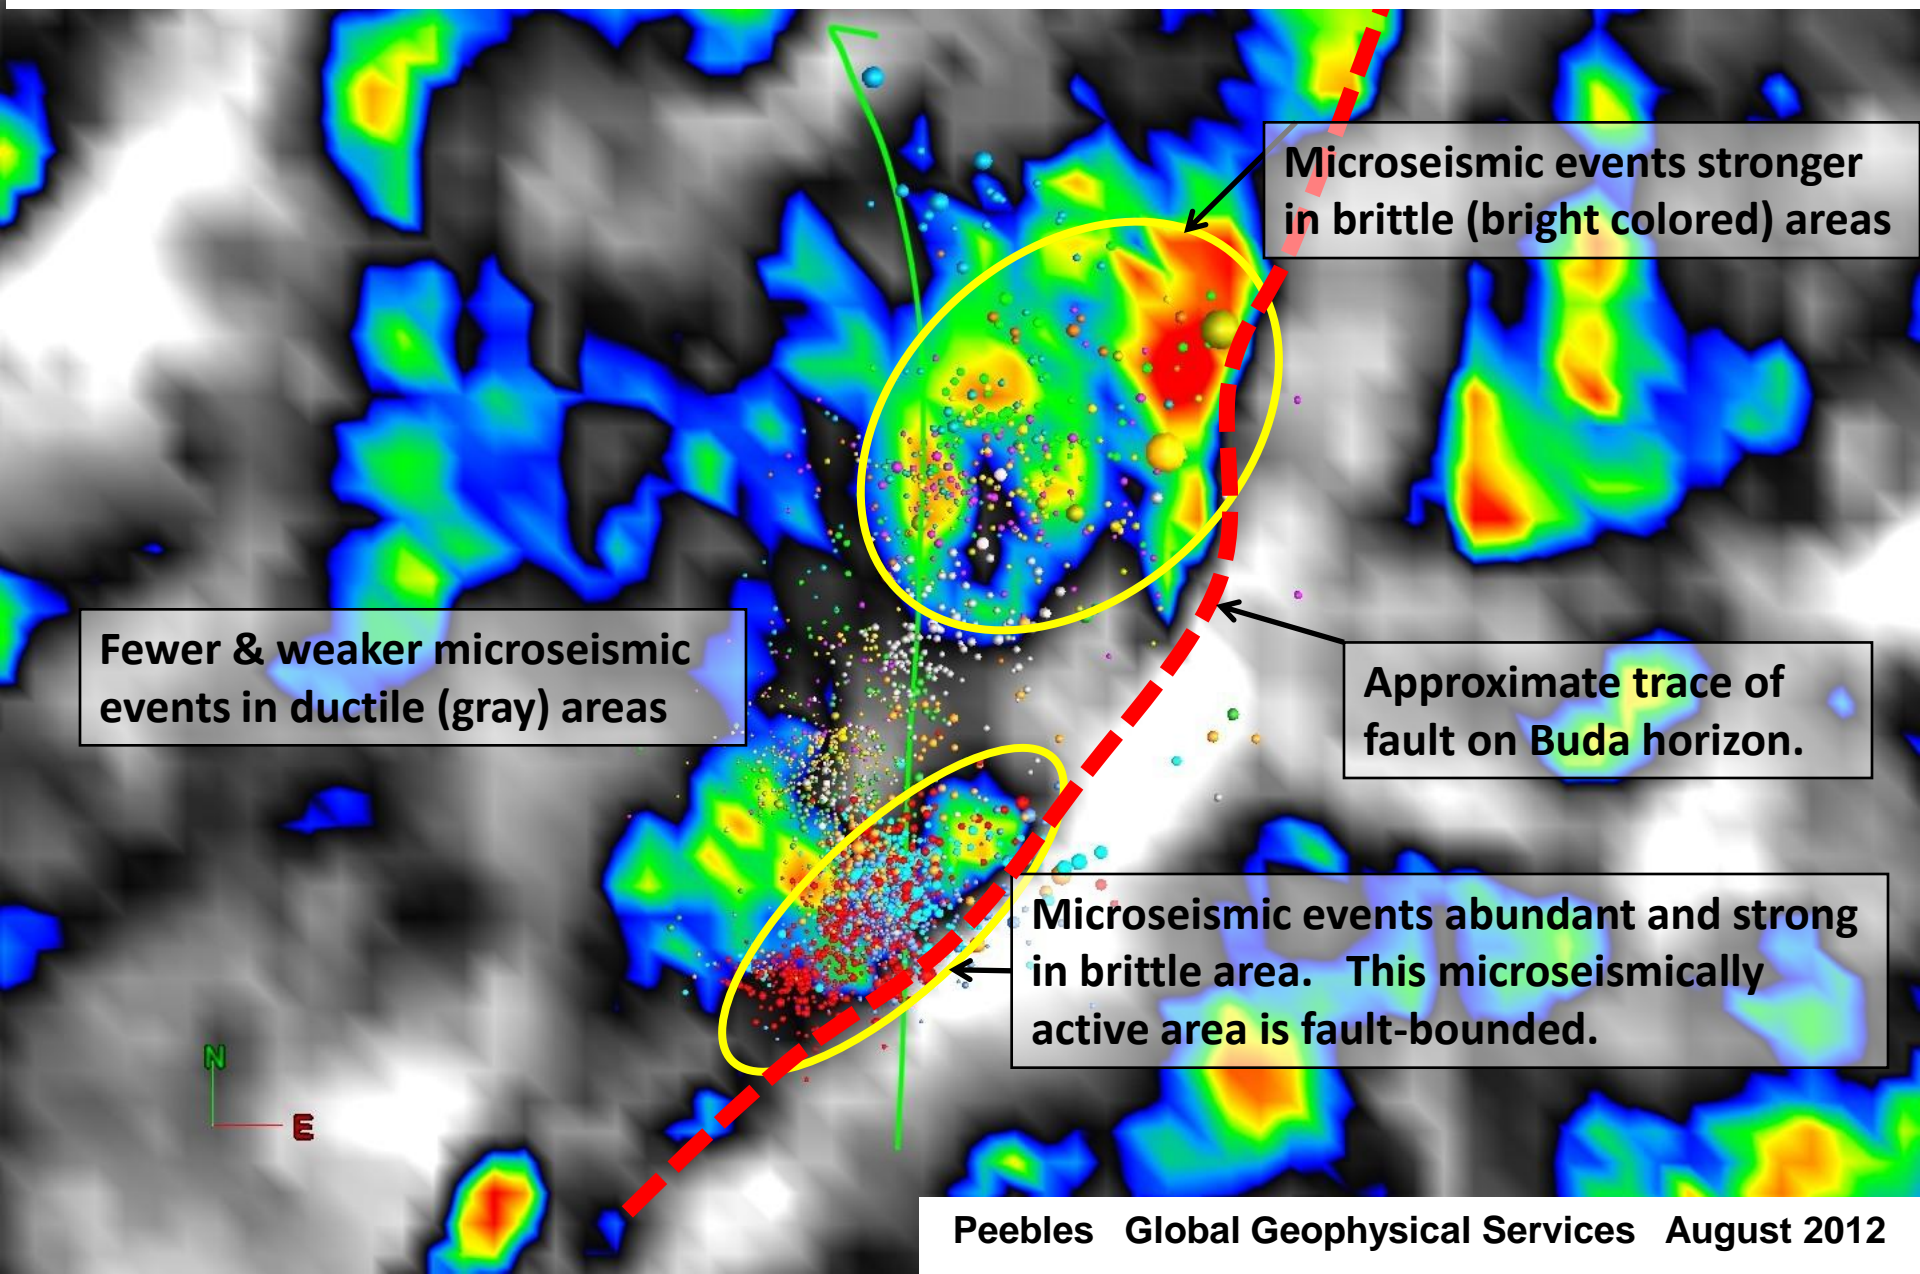 Microseismic events stronger
in brittle (bright colored) areas
Fewer & weaker microseismic
events in ductile (gray) areas
Approximate trace of
fault on Buda horizon.
Microseismic events abundant and strong
in brittle area. This microseismically
active area is fault-bounded.
N
E
Peebles Global Geophysical Services August 2012